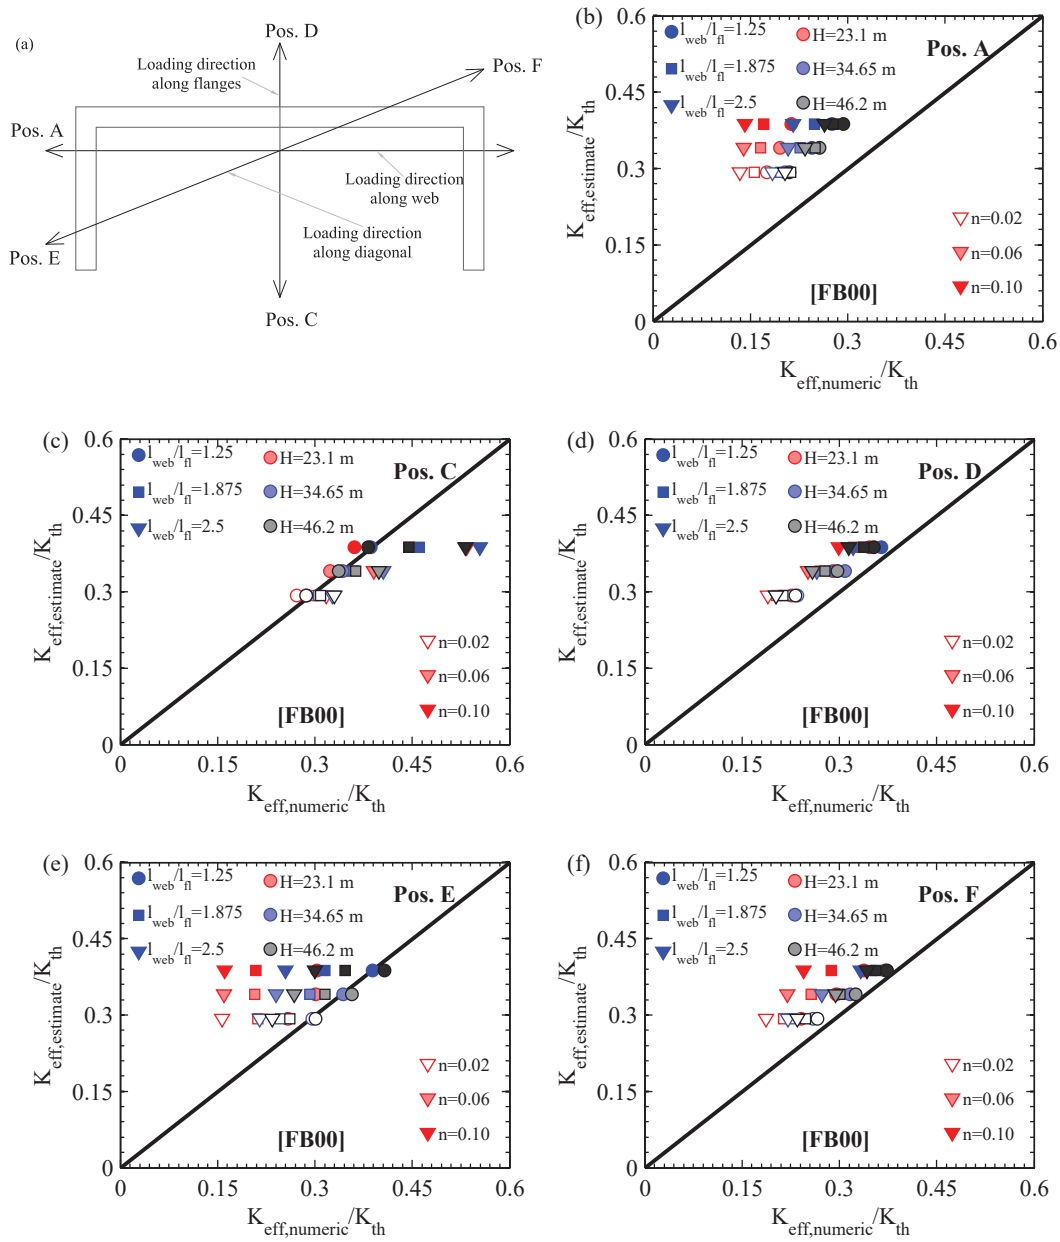 (a)
Pos. D
Loading direction
along flanges
Pos. F
Pos. A
Loading direction
along web
Loading direction
along diagonal
Pos. E
Pos. C
(b)
0.6
0.45
0.3
0.15
0
K_eff,estimate/K_th
l_web/l_fl=1.25
H=23.1 m
Pos. A
l_web/l_fl=1.875
H=34.65 m
l_web/l_fl=2.5
H=46.2 m
n=0.02
n=0.06
n=0.10
[FB00]
0 0.15 0.3 0.45 0.6
K_eff,numeric/K_th
(c)
0.6
0.45
0.3
0.15
0
K_eff,estimate/K_th
l_web/l_fl=1.25
H=23.1 m
Pos. C
l_web/l_fl=1.875
H=34.65 m
l_web/l_fl=2.5
H=46.2 m
n=0.02
n=0.06
n=0.10
[FB00]
0 0.15 0.3 0.45 0.6
K_eff,numeric/K_th
(d)
0.6
0.45
0.3
0.15
0
K_eff,estimate/K_th
l_web/l_fl=1.25
H=23.1 m
Pos. D
l_web/l_fl=1.875
H=34.65 m
l_web/l_fl=2.5
H=46.2 m
n=0.02
n=0.06
n=0.10
[FB00]
0 0.15 0.3 0.45 0.6
K_eff,numeric/K_th
(e)
0.6
0.45
0.3
0.15
0
K_eff,estimate/K_th
l_web/l_fl=1.25
H=23.1 m
Pos. E
l_web/l_fl=1.875
H=34.65 m
l_web/l_fl=2.5
H=46.2 m
n=0.02
n=0.06
n=0.10
[FB00]
0 0.15 0.3 0.45 0.6
K_eff,numeric/K_th
(f)
0.6
0.45
0.3
0.15
0
K_eff,estimate/K_th
l_web/l_fl=1.25
H=23.1 m
Pos. F
l_web/l_fl=1.875
H=34.65 m
l_web/l_fl=2.5
H=46.2 m
n=0.02
n=0.06
n=0.10
[FB00]
0 0.15 0.3 0.45 0.6
K_eff,numeric/K_th